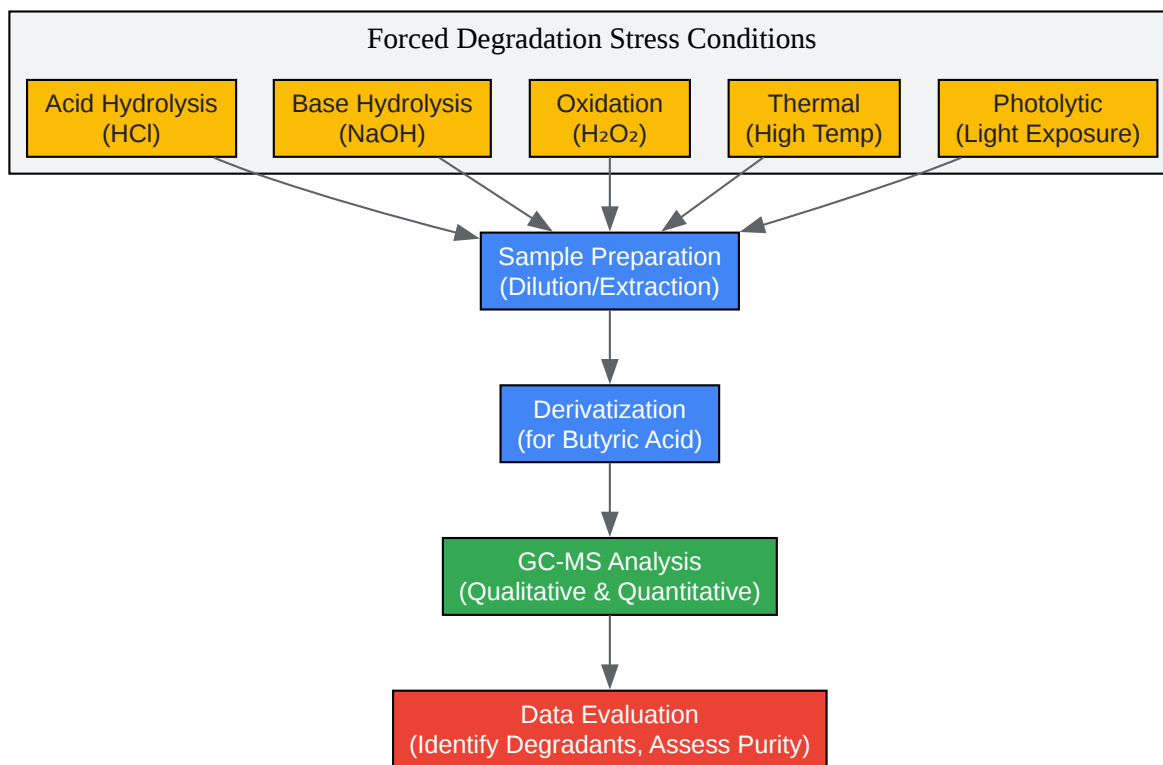 Forced Degradation Stress Conditions
Acid Hydrolysis
(HCl)
Base Hydrolysis
(NaOH)
Oxidation
(H₂O₂)
Thermal
(High Temp)
Photolytic
(Light Exposure)
Sample Preparation
(Dilution/Extraction)
Derivatization
(for Butyric Acid)
GC-MS Analysis
(Qualitative & Quantitative)
Data Evaluation
(Identify Degradants, Assess Purity)